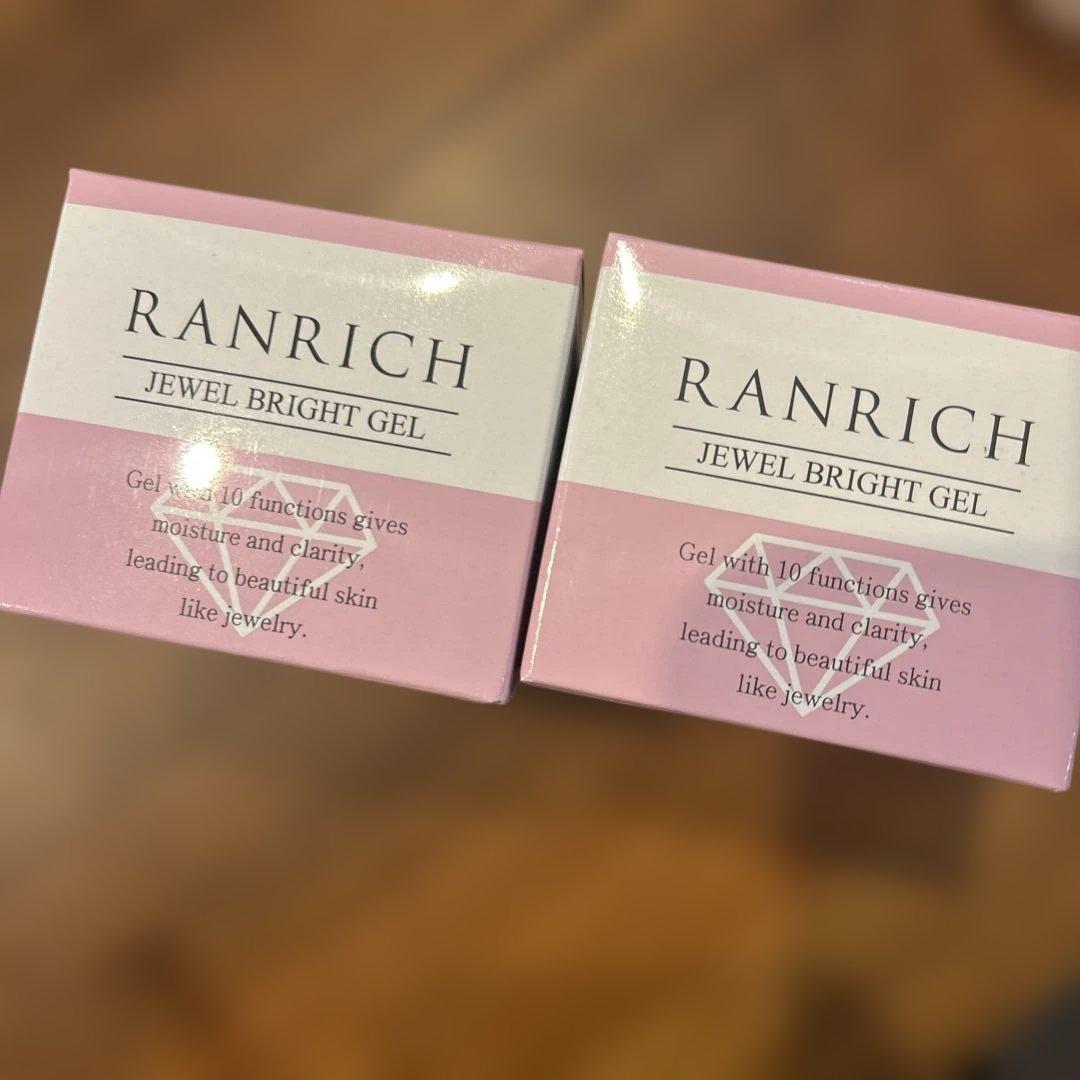 RANRICH
JEWEL BRIGHT GEL
Gel with 10 functions gives
moisture and clarity,
leading to beautiful skin
like jewelry.
RANRICH
JEWEL BRIGHT GEL
Gel with 10 functions gives
moisture and clarity,
leading to beautiful skin
like jewelry.